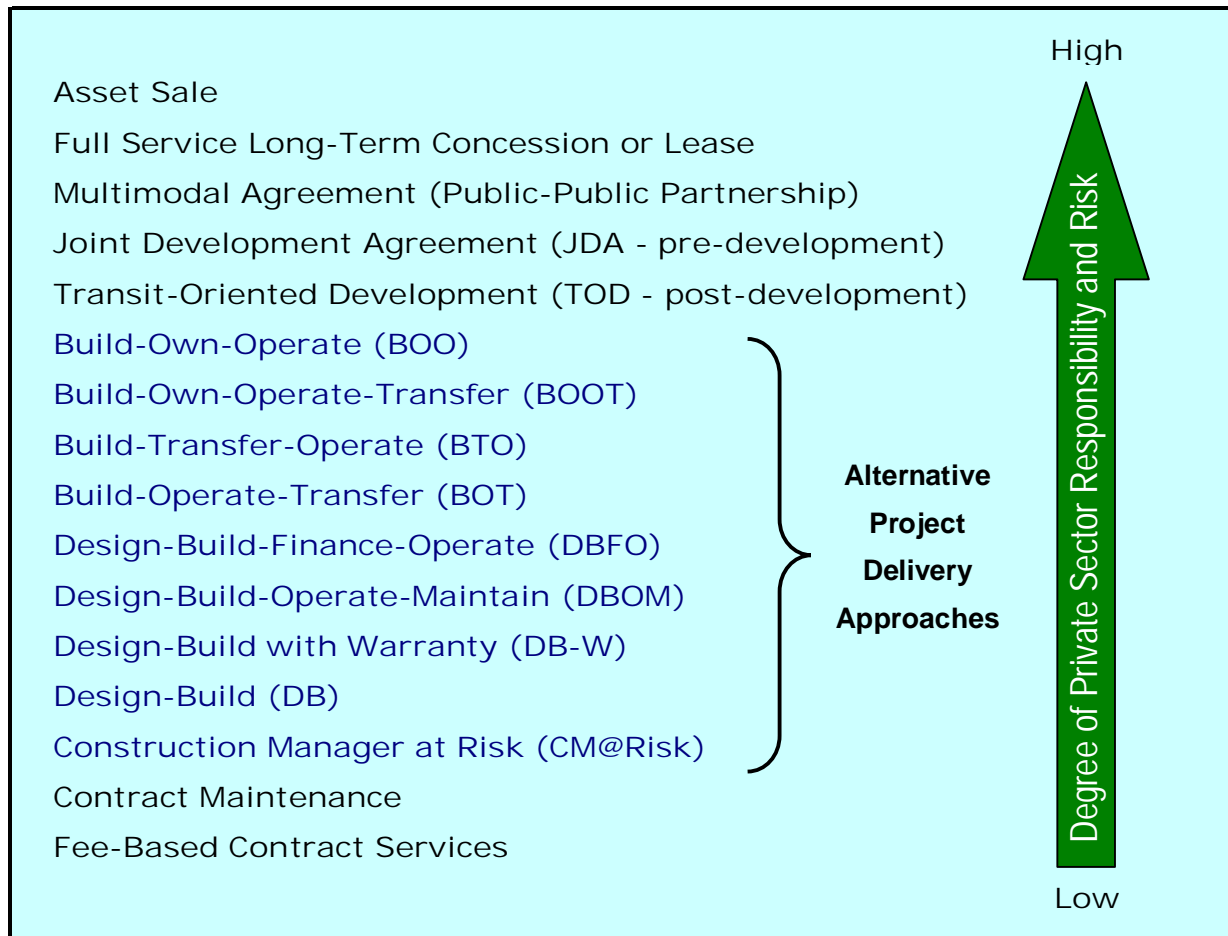 High
Asset Sale
Full Service Long-Term Concession or Lease
Multimodal Agreement (Public-Public Partnership)
Joint Development Agreement (JDA - pre-development)
Transit-Oriented Development (TOD - post-development)
Build-Own-Operate (BOO)
Build-Own-Operate-Transfer (BOOT)
Build-Transfer-Operate (BTO)
Build-Operate-Transfer (BOT)
Design-Build-Finance-Operate (DBFO)
Design-Build-Operate-Maintain (DBOM)
Design-Build with Warranty (DB-W)
Design-Build (DB)
Construction Manager at Risk (CM@Risk)
Contract Maintenance
Fee-Based Contract Services
Alternative
Project
Delivery
Approaches
Degree of Private Sector Responsibility and Risk
Low